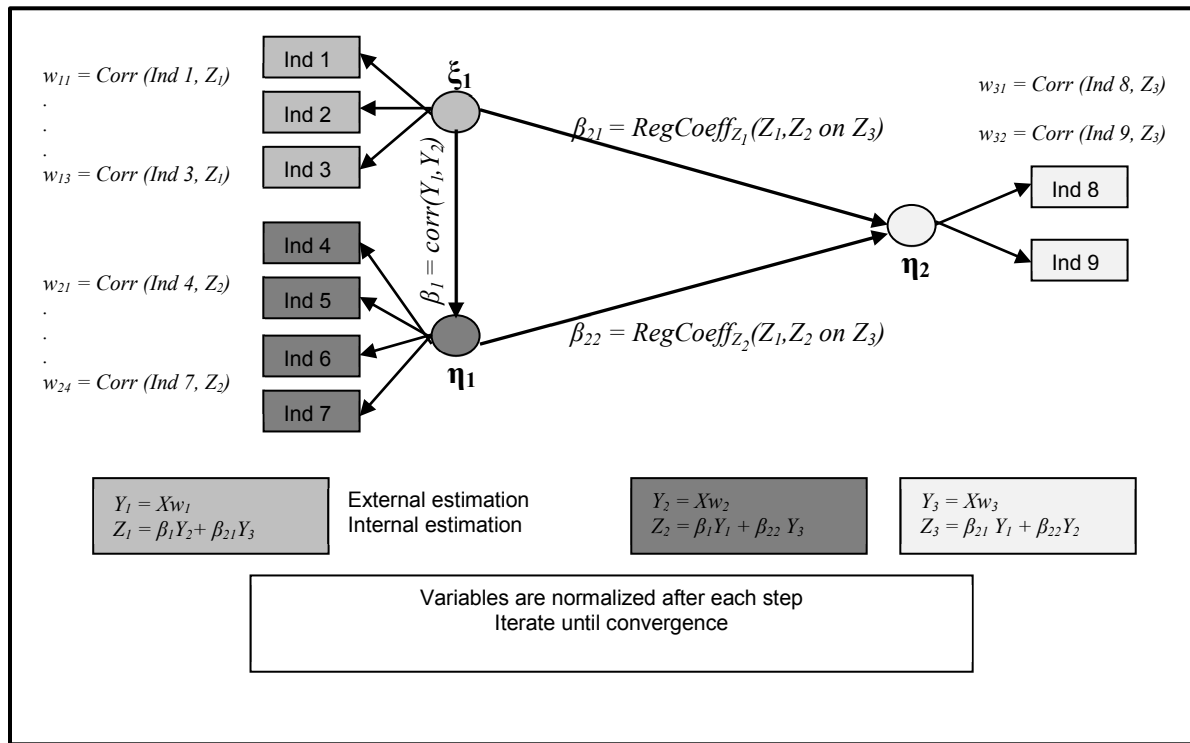 Ind 1
w₁₁ = Corr (Ind 1, Z₁)
.
.
.
w₁₃ = Corr (Ind 3, Z₁)
Ind 2
Ind 3
ξ₁
β₂₁ = RegCoeff_Z₁(Z₁,Z₂ on Z₃)
w₃₁ = Corr (Ind 8, Z₃)
w₃₂ = Corr (Ind 9, Z₃)
β₁ = corr(Y₁,Y₂)
Ind 8
Ind 9
η₂
Ind 4
w₂₁ = Corr (Ind 4, Z₂)
.
.
.
w₂₄ = Corr (Ind 7, Z₂)
Ind 5
Ind 6
Ind 7
η₁
β₂₂ = RegCoeff_Z₂(Z₁,Z₂ on Z₃)
Y₁ = Xw₁
Z₁ = β₁Y₂+ β₂₁Y₃
External estimation
Internal estimation
Y₂ = Xw₂
Z₂ = β₁Y₁ + β₂₂ Y₃
Y₃ = Xw₃
Z₃ = β₂₁ Y₁ + β₂₂Y₂
Variables are normalized after each step
Iterate until convergence